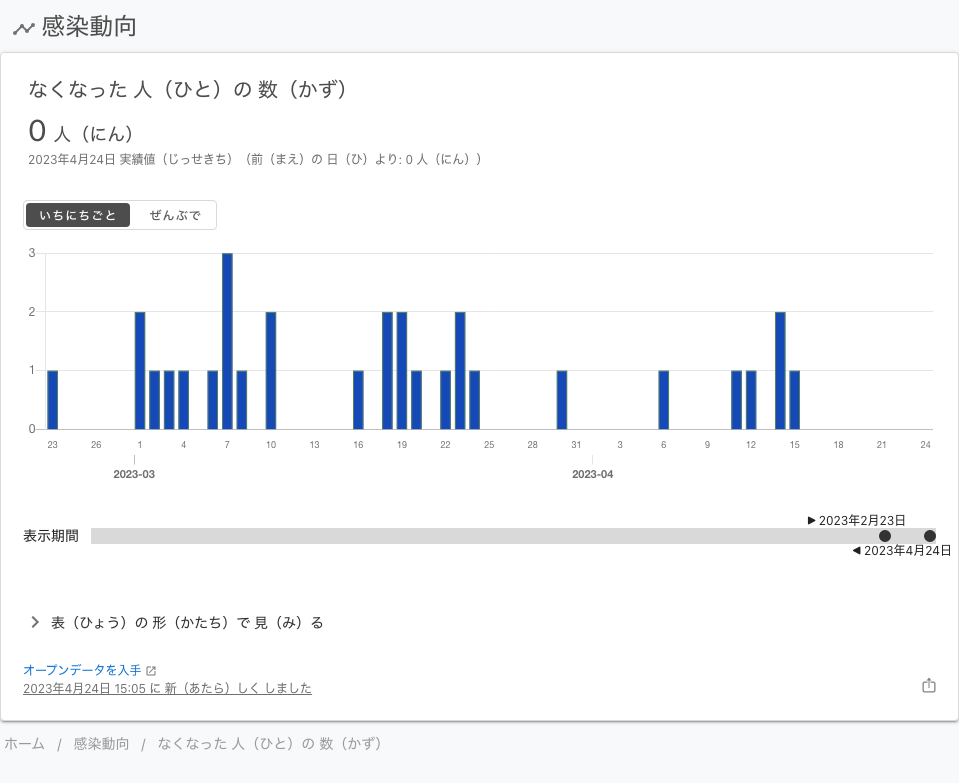 感染動向
なくなった 人（ひと）の 数（かず）
0 人（にん）
2023年4月24日 実績値（じっせきち）（前（まえ）の 日（ひ）より: 0 人（にん））
いちにちごと ぜんぶで
3
2
1
0
23 26 1 4 7 10 13 16 19 22 25 28 31 3 6 9 12 15 18 21 24
2023-03 2023-04
▶ 2023年2月23日
表示期間
◀ 2023年4月24日
表（ひょう）の 形（かたち）で 見（み）る
オープンデータを入手
2023年4月24日 15:05 に 新（あたら）しく しました
ホーム / 感染動向 / なくなった 人（ひと）の 数（かず）